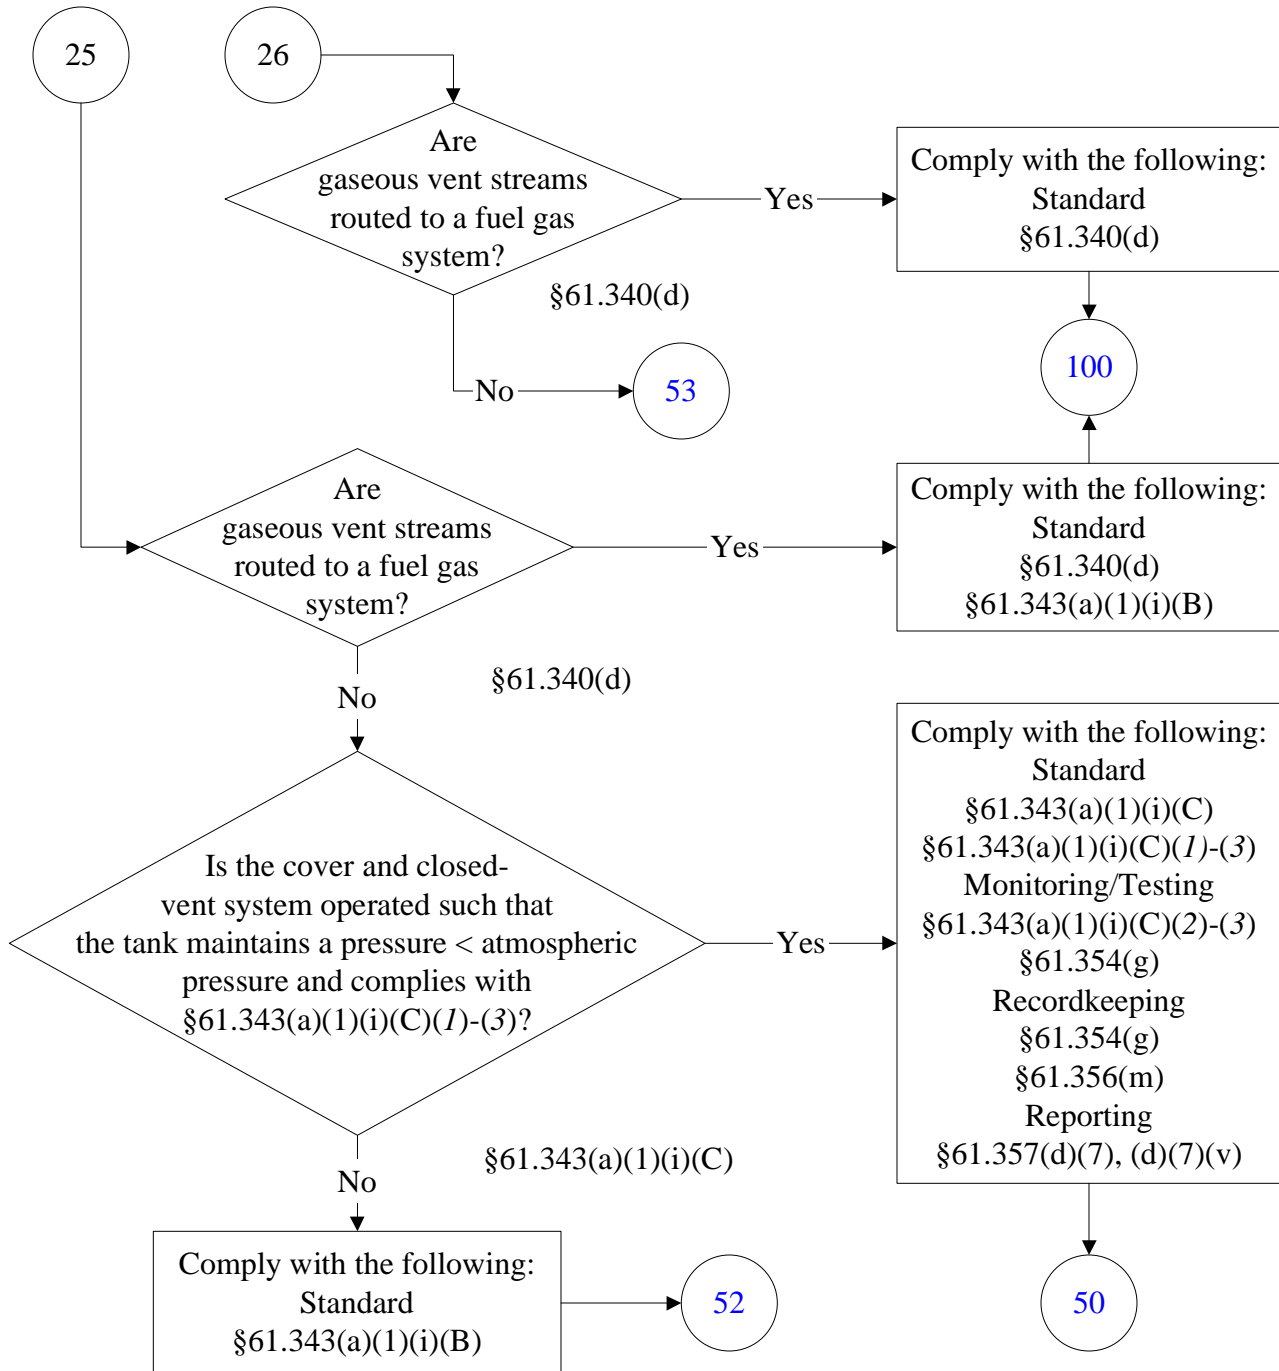 25
26
Are
gaseous vent streams
routed to a fuel gas
system?
Yes
Comply with the following:
Standard
§61.340(d)
§61.340(d)
100
No
53
Are
gaseous vent streams
routed to a fuel gas
system?
Yes
Comply with the following:
Standard
§61.340(d)
§61.343(a)(1)(i)(B)
§61.340(d)
No
Is the cover and closed-
vent system operated such that
the tank maintains a pressure < atmospheric
pressure and complies with
§61.343(a)(1)(i)(C)(1)-(3)?
Yes
Comply with the following:
Standard
§61.343(a)(1)(i)(C)
§61.343(a)(1)(i)(C)(1)-(3)
Monitoring/Testing
§61.343(a)(1)(i)(C)(2)-(3)
§61.354(g)
Recordkeeping
§61.354(g)
§61.356(m)
Reporting
§61.357(d)(7), (d)(7)(v)
§61.343(a)(1)(i)(C)
No
Comply with the following:
Standard
§61.343(a)(1)(i)(B)
52
50